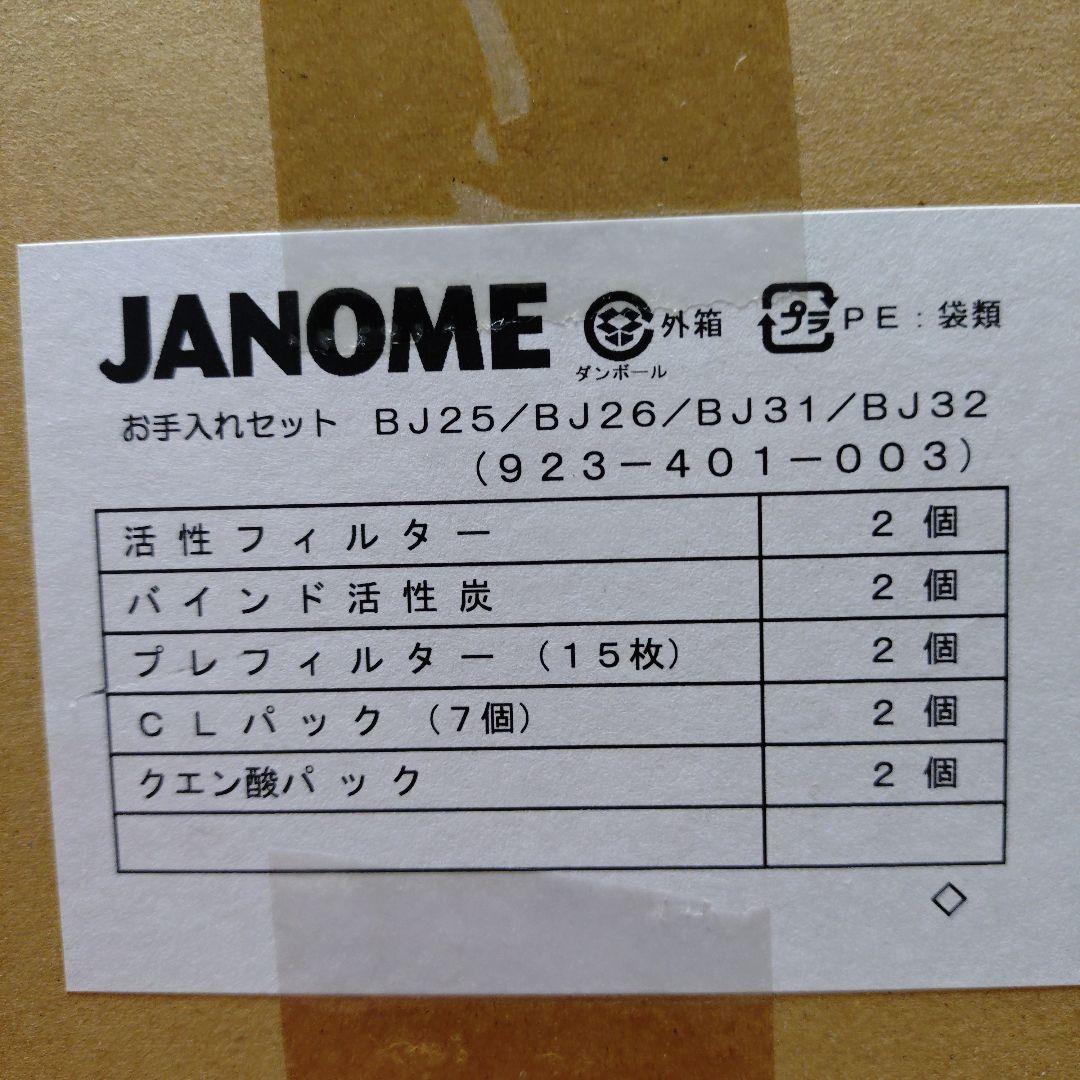 JANOME ダンボール 外箱 プラ PE:袋類
お手入れセット BJ25/BJ26/BJ31/BJ32
(923-401-003)
活性フィルター 2個
バインド活性炭 2個
プレフィルター(15枚) 2個
CLパック(7個) 2個
クエン酸パック 2個